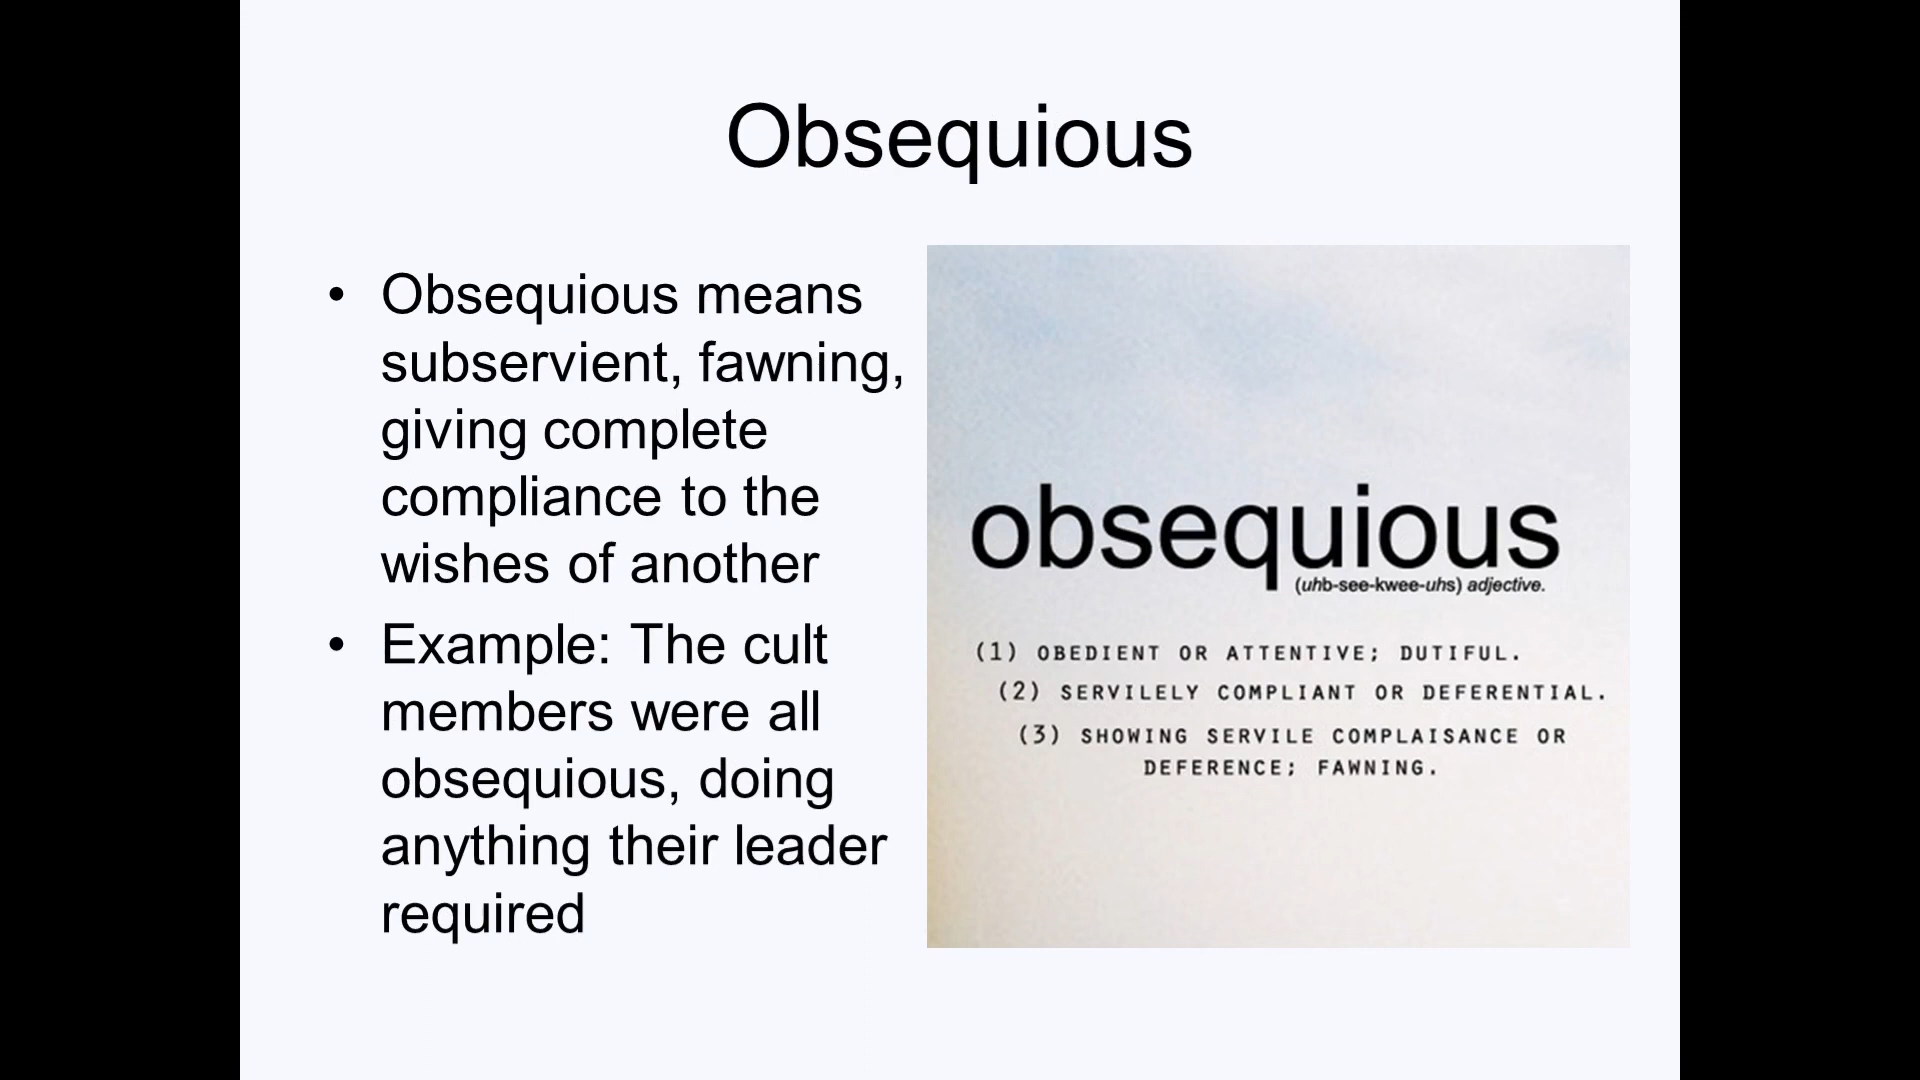 Obsequious
• Obsequious means
subservient, fawning,
giving complete
compliance to the
wishes of another
• Example: The cult
members were all
obsequious, doing
anything their leader
required
obsequious
(uhb-see-kwee-uhs) adjective.
(1) OBEDIENT OR ATTENTIVE; DUTIFUL.
(2) SERVILELY COMPLIANT OR DEFERENTIAL.
(3) SHOWING SERVILE COMPLAISANCE OR
DEFERENCE; FAWNING.